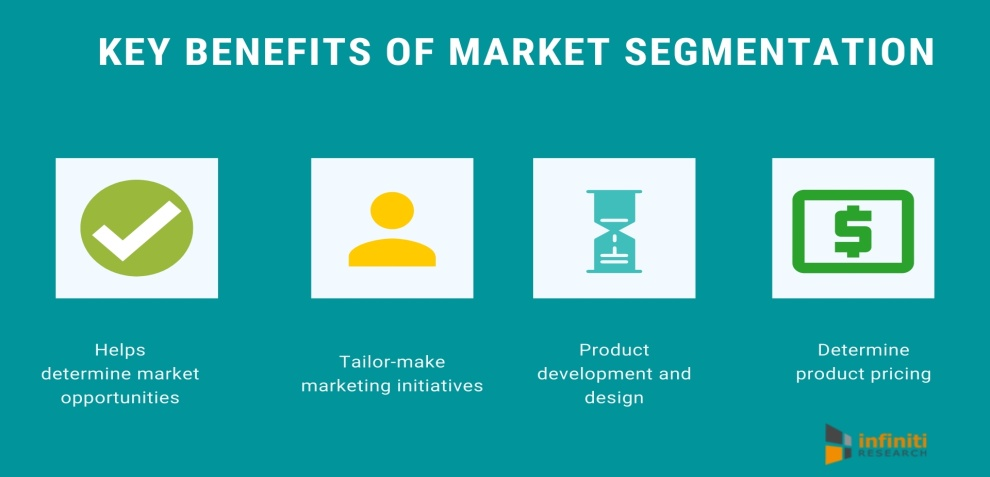 KEY BENEFITS OF MARKET SEGMENTATION
$
Helps
determine market
opportunities
Tailor-make
marketing initiatives
Product
development and
design
Determine
product pricing
infiniti
RESEARCH